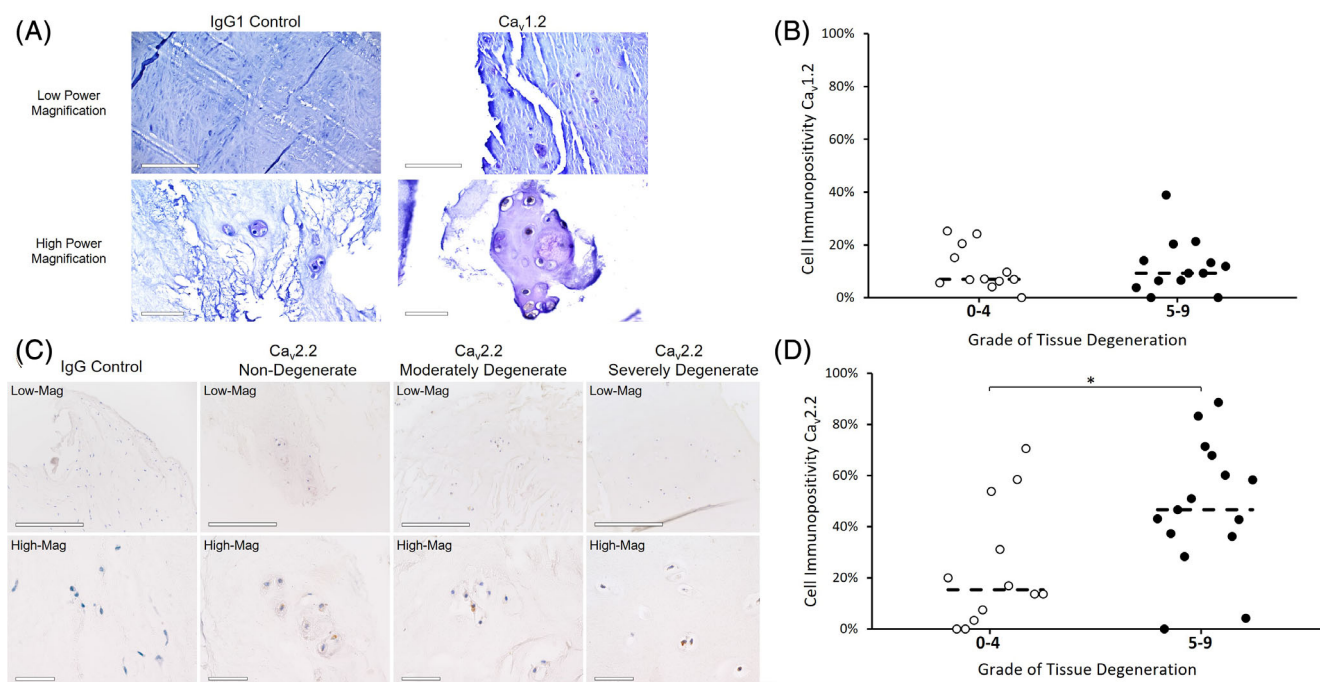 (A)
IgG1 Control
Caᵥ1.2
Low Power
Magnification
High Power
Magnification
(B)
Cell Immunopositivity Caᵥ1.2
100%
80%
60%
40%
20%
0%
0-4
5-9
Grade of Tissue Degeneration
(C)
IgG Control
Caᵥ2.2
Non-Degenerate
Caᵥ2.2
Moderately Degenerate
Caᵥ2.2
Severely Degenerate
Low-Mag
Low-Mag
Low-Mag
Low-Mag
High-Mag
High-Mag
High-Mag
High-Mag
(D)
Cell Immunopositivity Caᵥ2.2
100%
80%
60%
40%
20%
0%
*
0-4
5-9
Grade of Tissue Degeneration